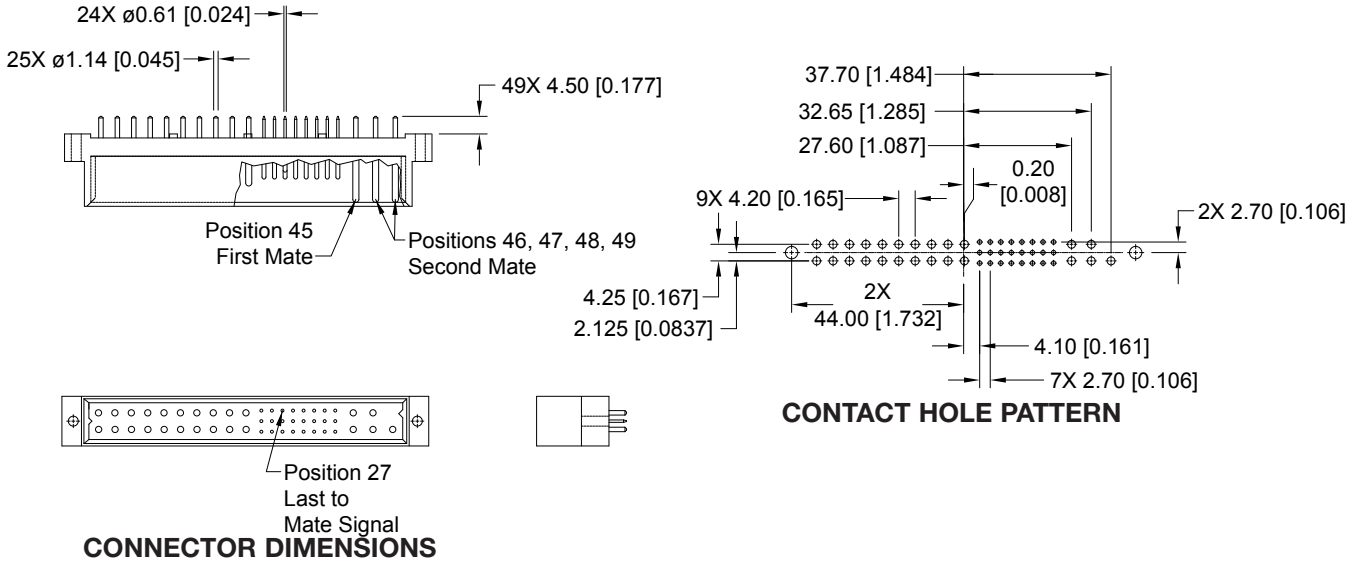 24X ø0.61 [0.024]
25X ø1.14 [0.045]
49X 4.50 [0.177]
Position 45
First Mate
Positions 46, 47, 48, 49
Second Mate
37.70 [1.484]
32.65 [1.285]
27.60 [1.087]
0.20
[0.008]
9X 4.20 [0.165]
2X 2.70 [0.106]
4.25 [0.167]
2.125 [0.0837]
2X
44.00 [1.732]
4.10 [0.161]
7X 2.70 [0.106]
CONTACT HOLE PATTERN
Position 27
Last to
Mate Signal
CONNECTOR DIMENSIONS